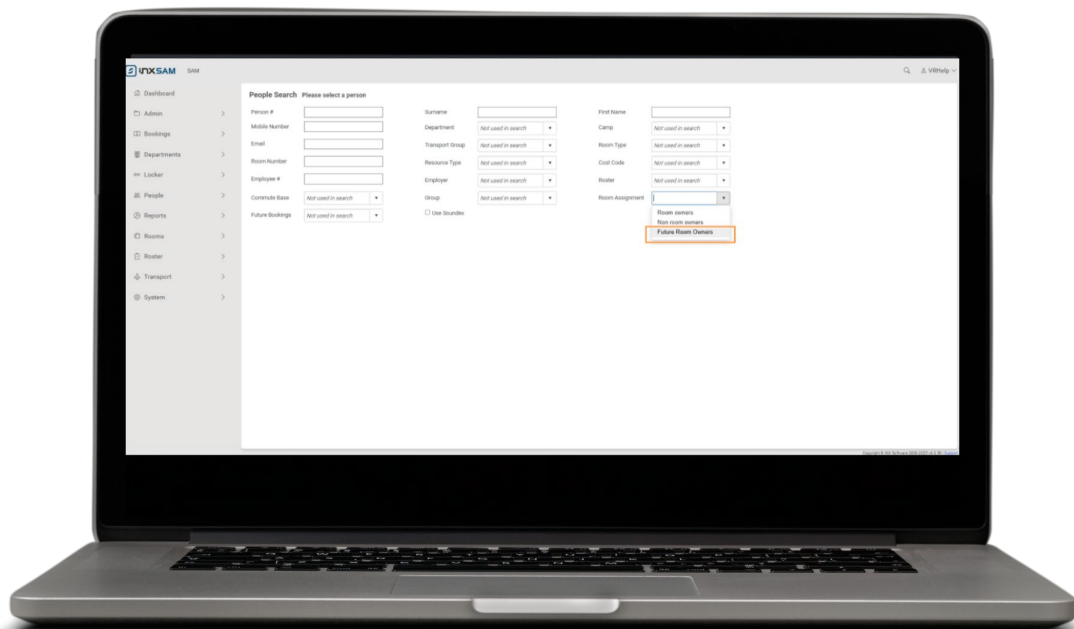 INXSAM SAM
VRHelp
Dashboard
Admin
Bookings
Departments
Locker
People
Reports
Rooms
Roster
Transport
System
People Search Please select a person
Person # Surname First Name
Mobile Number Department Not used in search Camp Not used in search
Email Transport Group Not used in search Room Type Not used in search
Room Number Resource Type Not used in search Cost Code Not used in search
Employee # Employer Not used in search Roster Not used in search
Commute Base Not used in search Group Not used in search Room Assignment
Future Bookings Not used in search Use Soundex
Room owners
Non room owners
Future Room Owners